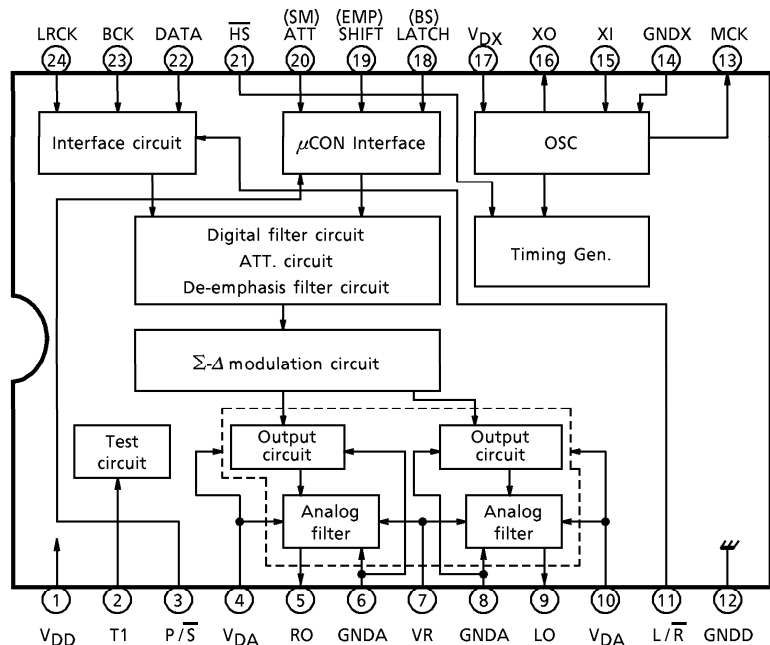 (SM) (EMP) (BS)
LRCK BCK DATA H̅S̅ ATT SHIFT LATCH VDX XO XI GNDX MCK
24 23 22 21 20 19 18 17 16 15 14 13
Interface circuit
μCON Interface
OSC
Digital filter circuit
ATT. circuit
De-emphasis filter circuit
Timing Gen.
Σ-Δ modulation circuit
Test
circuit
Output
circuit
Output
circuit
Analog
filter
Analog
filter
1 2 3 4 5 6 7 8 9 10 11 12
VDD T1 P/S̅ VDA RO GNDA VR GNDA LO VDA L/R̅ GNDD